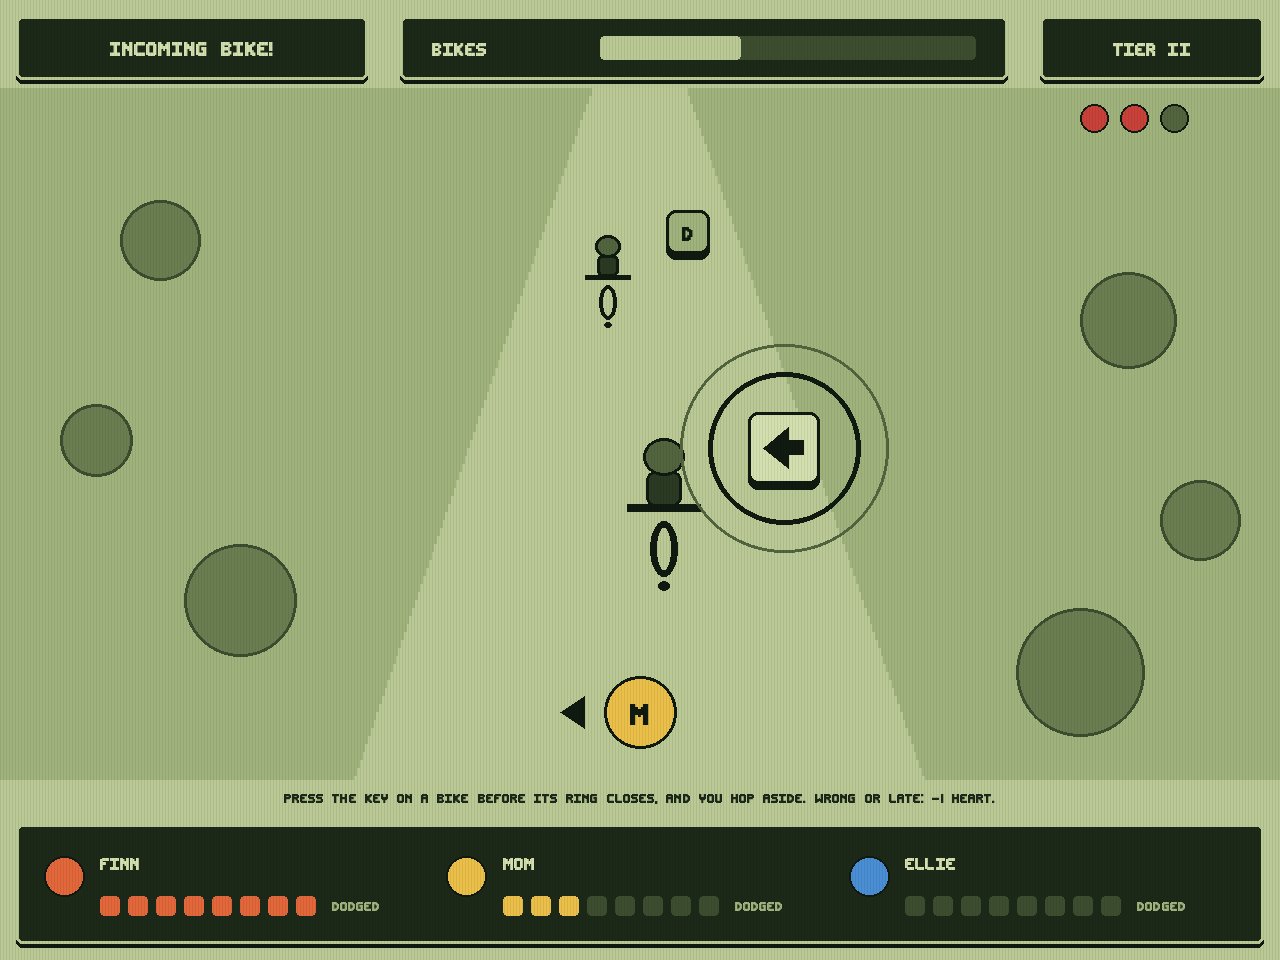 INCOMING BIKE!
BIKES
TIER II
D
M
PRESS THE KEY ON A BIKE BEFORE ITS RING CLOSES, AND YOU HOP ASIDE. WRONG OR LATE: -1 HEART.
FINN
DODGED
MOM
DODGED
ELLIE
DODGED